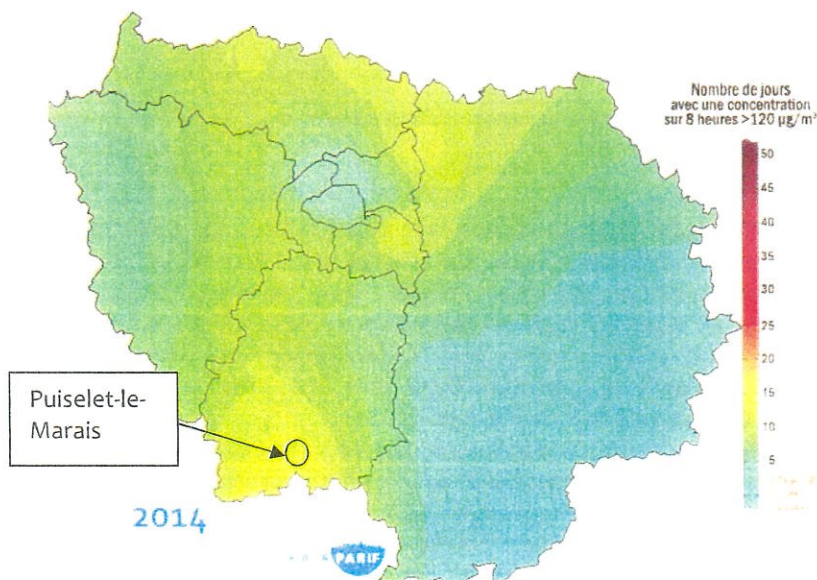 Nombre de jours
avec une concentration
sur 8 heures >120 µg/m³
50
45
40
35
30
25
20
15
10
5
Puiselet-le-
Marais
2014
PARIF